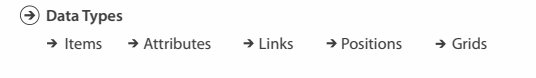 Data Types
→ Items → Attributes → Links → Positions → Grids